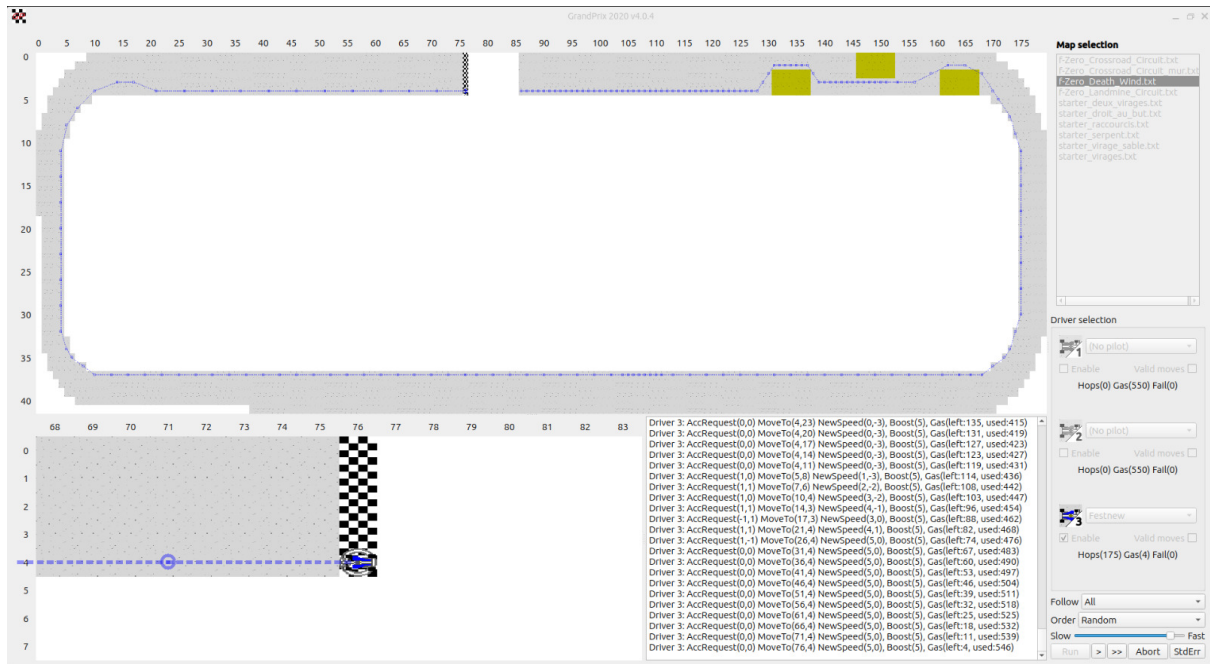 GrandPrix 2020 v4.0.4
0 5 10 15 20 25 30 35 40 45 50 55 60 65 70 75 80 85 90 95 100 105 110 115 120 125 130 135 140 145 150 155 160 165 170 175
0
5
10
15
20
25
30
35
40
Map selection
f-Zero_Crossroad_Circuit.txt
f-Zero_Crossroad_Circuit_mur.txt
f-Zero_Death_Wind.txt
f-Zero_Landmine_Circuit.txt
starter_deux_virages.txt
starter_droit_au_but.txt
starter_raccourcis.txt
starter_serpent.txt
starter_virage_sable.txt
starter_virages.txt
Driver selection
1 (No pilot)
Enable Valid moves
Hops(0) Gas(550) Fail(0)
2 (No pilot)
Enable Valid moves
Hops(0) Gas(550) Fail(0)
3 Festnew
Enable Valid moves
Hops(175) Gas(4) Fail(0)
Follow All
Order Random
Slow Fast
Run > >> Abort StdErr
68 69 70 71 72 73 74 75 76 77 78 79 80 81 82 83
0
1
2
3
4
5
6
7
Driver 3: AccRequest(0,0) MoveTo(4,23) NewSpeed(0,-3), Boost(5), Gas(left:135, used:415)
Driver 3: AccRequest(0,0) MoveTo(4,20) NewSpeed(0,-3), Boost(5), Gas(left:131, used:419)
Driver 3: AccRequest(0,0) MoveTo(4,17) NewSpeed(0,-3), Boost(5), Gas(left:127, used:423)
Driver 3: AccRequest(0,0) MoveTo(4,14) NewSpeed(0,-3), Boost(5), Gas(left:123, used:427)
Driver 3: AccRequest(0,0) MoveTo(4,11) NewSpeed(0,-3), Boost(5), Gas(left:119, used:431)
Driver 3: AccRequest(1,0) MoveTo(5,8) NewSpeed(1,-3), Boost(5), Gas(left:114, used:436)
Driver 3: AccRequest(1,1) MoveTo(7,6) NewSpeed(2,-2), Boost(5), Gas(left:108, used:442)
Driver 3: AccRequest(1,0) MoveTo(10,4) NewSpeed(3,-2), Boost(5), Gas(left:103, used:447)
Driver 3: AccRequest(1,1) MoveTo(14,3) NewSpeed(4,-1), Boost(5), Gas(left:96, used:454)
Driver 3: AccRequest(-1,1) MoveTo(17,3) NewSpeed(3,0), Boost(5), Gas(left:88, used:462)
Driver 3: AccRequest(1,1) MoveTo(21,4) NewSpeed(4,1), Boost(5), Gas(left:82, used:468)
Driver 3: AccRequest(1,-1) MoveTo(26,4) NewSpeed(5,0), Boost(5), Gas(left:74, used:476)
Driver 3: AccRequest(0,0) MoveTo(31,4) NewSpeed(5,0), Boost(5), Gas(left:67, used:483)
Driver 3: AccRequest(0,0) MoveTo(36,4) NewSpeed(5,0), Boost(5), Gas(left:60, used:490)
Driver 3: AccRequest(0,0) MoveTo(41,4) NewSpeed(5,0), Boost(5), Gas(left:53, used:497)
Driver 3: AccRequest(0,0) MoveTo(46,4) NewSpeed(5,0), Boost(5), Gas(left:46, used:504)
Driver 3: AccRequest(0,0) MoveTo(51,4) NewSpeed(5,0), Boost(5), Gas(left:39, used:511)
Driver 3: AccRequest(0,0) MoveTo(56,4) NewSpeed(5,0), Boost(5), Gas(left:32, used:518)
Driver 3: AccRequest(0,0) MoveTo(61,4) NewSpeed(5,0), Boost(5), Gas(left:25, used:525)
Driver 3: AccRequest(0,0) MoveTo(66,4) NewSpeed(5,0), Boost(5), Gas(left:18, used:532)
Driver 3: AccRequest(0,0) MoveTo(71,4) NewSpeed(5,0), Boost(5), Gas(left:11, used:539)
Driver 3: AccRequest(0,0) MoveTo(76,4) NewSpeed(5,0), Boost(5), Gas(left:4, used:546)